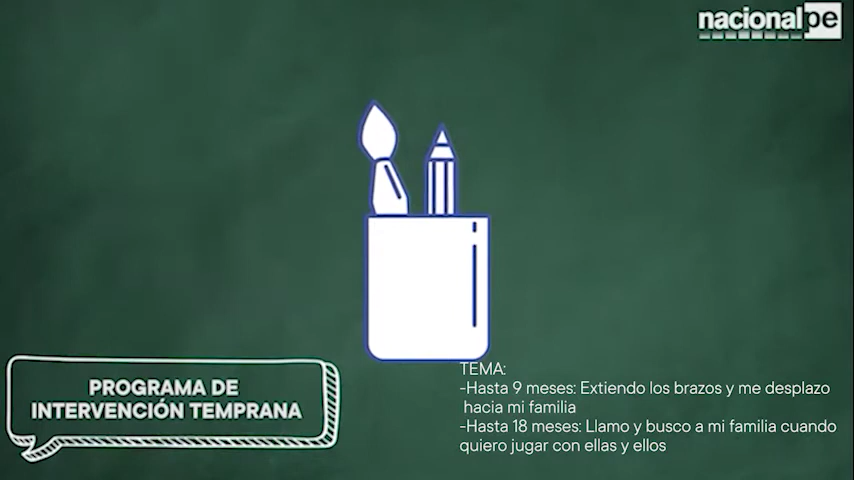 nacionalpe
PROGRAMA DE
INTERVENCIÓN TEMPRANA
TEMA:
-Hasta 9 meses: Extiendo los brazos y me desplazo
hacia mi familia
-Hasta 18 meses: Llamo y busco a mi familia cuando
quiero jugar con ellas y ellos